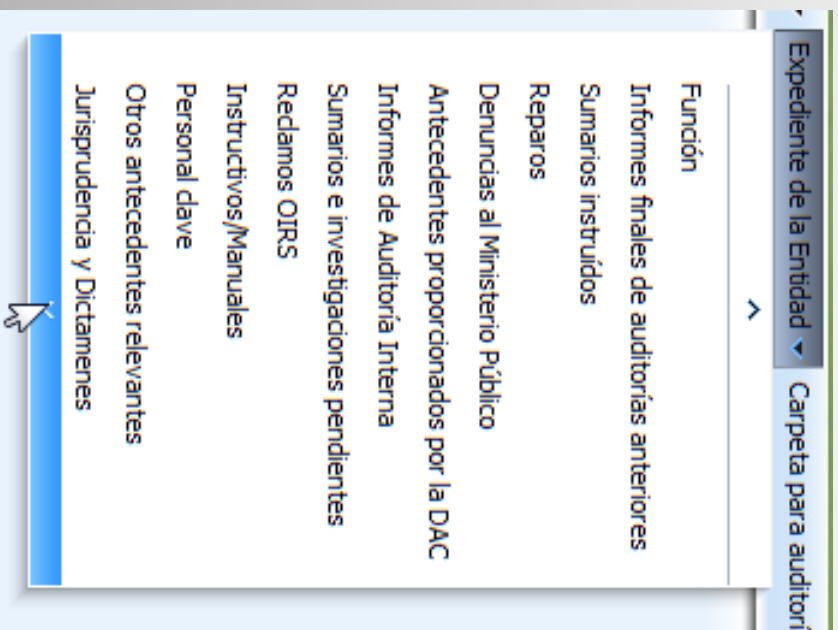 Expediente de la Entidad Carpeta para auditorí
Función
Informes finales de auditorías anteriores
Sumarios instruídos
Reparos
Denuncias al Ministerio Público
Antecedentes proporcionados por la DAC
Informes de Auditoría Interna
Sumarios e investigaciones pendientes
Reclamos OIRS
Instructivos/Manuales
Personal clave
Otros antecedentes relevantes
Jurisprudencia y Dictamenes